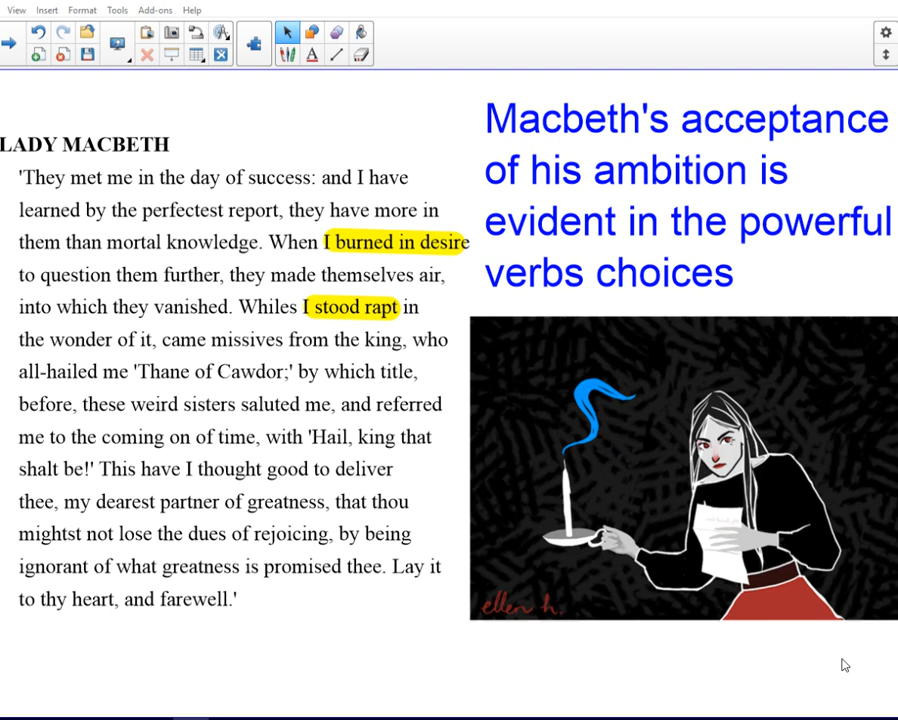 View Insert Format Tools Add-ons Help
LADY MACBETH
'They met me in the day of success: and I have
learned by the perfectest report, they have more in
them than mortal knowledge. When I burned in desire
to question them further, they made themselves air,
into which they vanished. Whiles I stood rapt in
the wonder of it, came missives from the king, who
all-hailed me 'Thane of Cawdor;' by which title,
before, these weird sisters saluted me, and referred
me to the coming on of time, with 'Hail, king that
shalt be!' This have I thought good to deliver
thee, my dearest partner of greatness, that thou
mightst not lose the dues of rejoicing, by being
ignorant of what greatness is promised thee. Lay it
to thy heart, and farewell.'
Macbeth's acceptance
of his ambition is
evident in the powerful
verbs choices
ellen h.